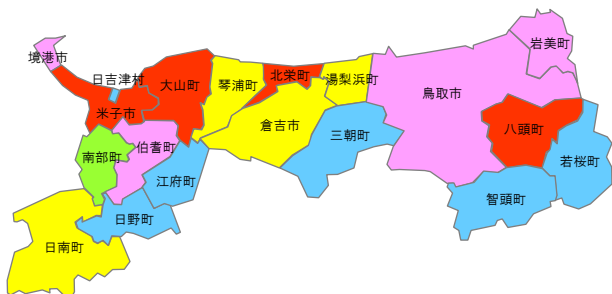 境港市
日吉津村
米子市
大山町
琴浦町
北栄町
湯梨浜町
鳥取市
岩美町
倉吉市
三朝町
八頭町
若桜町
智頭町
南部町
伯耆町
江府町
日野町
日南町